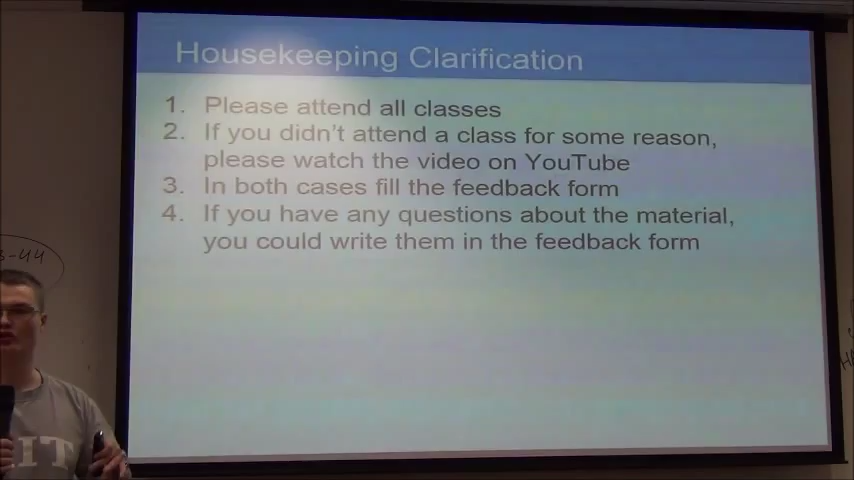 Housekeeping Clarification
1. Please attend all classes
2. If you didn't attend a class for some reason,
please watch the video on YouTube
3. In both cases fill the feedback form
4. If you have any questions about the material,
you could write them in the feedback form
-44
IT